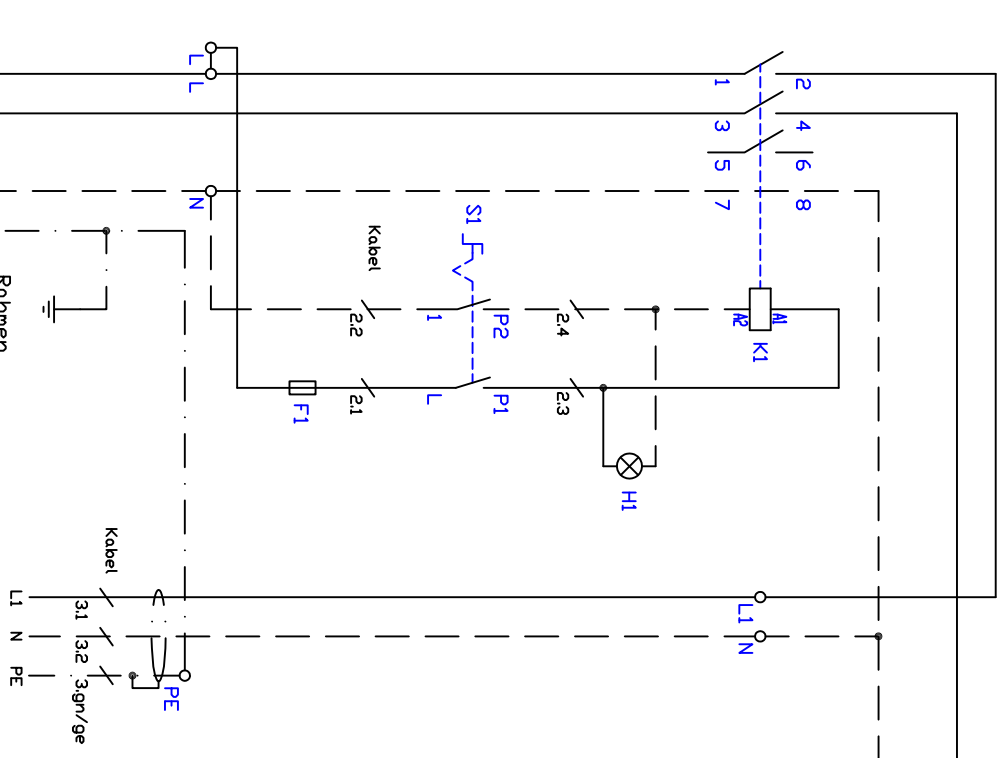 L
L
N
1
2
3
4
5
6
7
8
S1
Kabel
Rahmen
2.2
1
P2
2.4
A2
A1
K1
2.1
L
P1
2.3
F1
H1
Kabel
L1
3.1
L1
N
3.2
N
PE
3.gn/ge
PE